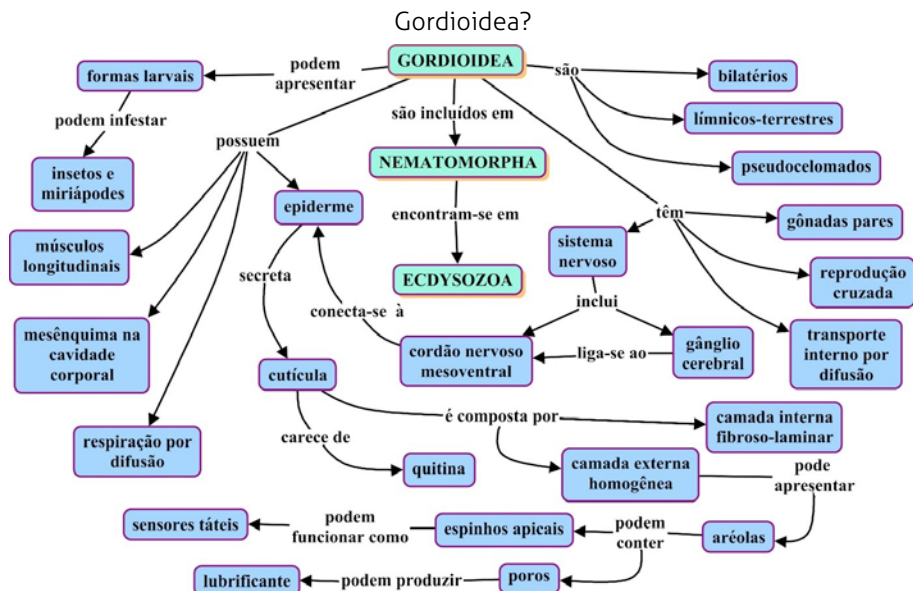 Gordioidea?
GORDIOIDEA
são
bilatérios
límnicos-terrestres
pseudocelomados
podem
apresentar
formas larvais
podem infestar
insetos e
miriápodes
são incluídos em
NEMATOMORPHA
encontram-se em
ECDYSOZOA
possuem
epiderme
músculos
longitudinais
mesênquima na
cavidade
corporal
respiração por
difusão
têm
gônadas pares
reprodução
cruzada
transporte
interno por
difusão
sistema
nervoso
inclui
gânglio
cerebral
liga-se ao
cordão nervoso
mesoventral
conecta-se à
secreta
cutícula
carece de
quitina
é composta por
camada interna
fibroso-laminar
camada externa
homogênea
pode
apresentar
aréolas
podem
conter
espinhos apicais
podem
funcionar como
sensores táteis
poros
podem produzir
lubrificante